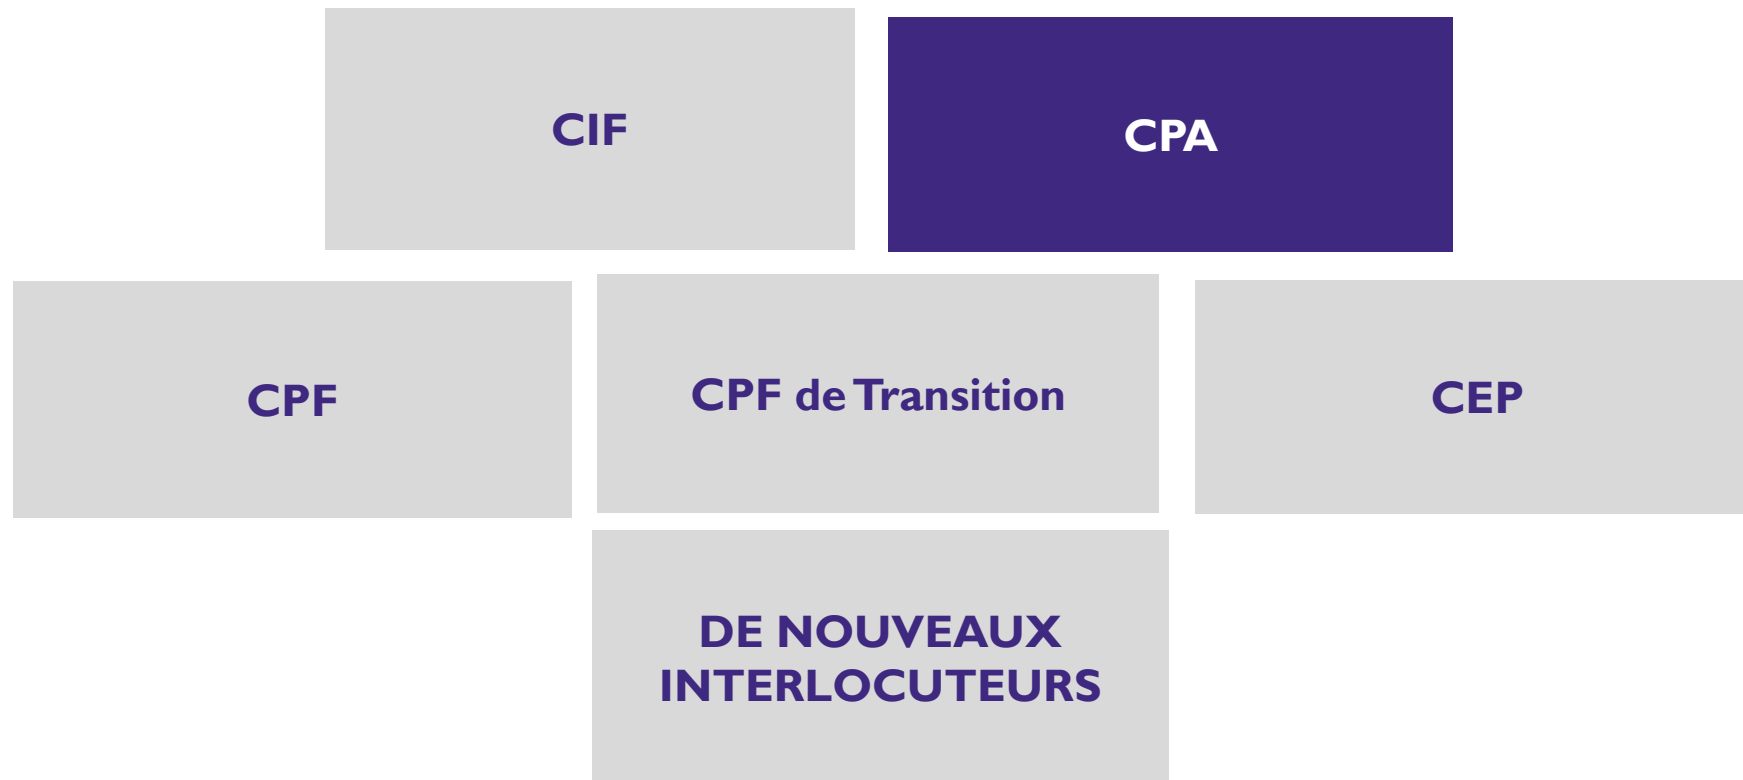 CIF
CPA
CPF
CPF de Transition
CEP
DE NOUVEAUX
INTERLOCUTEURS